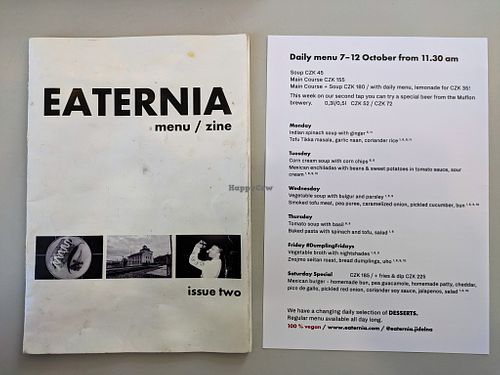 EATERNIA
menu / zine
issue two
HappyCow
Daily menu 7–12 October from 11.30 am
Soup CZK 45
Main Course CZK 155
Main Course + Soup CZK 180 / with daily menu, lemonade for CZK 35!
This week on our second tap you can try a special beer from the Muflon
brewery. 0,3l/0,5l CZK 52 / CZK 72
Monday
Indian spinach soup with ginger
Tofu Tikka masala, garlic naan, coriander rice
Tuesday
Corn cream soup with corn chips
Mexican enchiladas with beans & sweet potatoes in tomato sauce, sour
cream
Wednesday
Vegetable soup with bulgur and parsley
Smoked tofu meat, pea puree, caramelized onion, pickled cucumber, bun
Thursday
Tomato soup with basil
Baked pasta with spinach and tofu, salad
Friday #DumplingFridays
Vegetable broth with nightshades
Znojmo seitan roast, bread dumplings, uho
Saturday Special CZK 185 / + fries & dip CZK 225
Mexican burger - homemade bun, pea guacamole, homemade patty, cheddar,
pico de gallo, pickled red onion, coriander soy sauce, jalapenos, salad
We have a changing daily selection of DESSERTS.
Regular menu available all day long.
100 % vegan / www.eaternia.com / @eaternia.jidelna